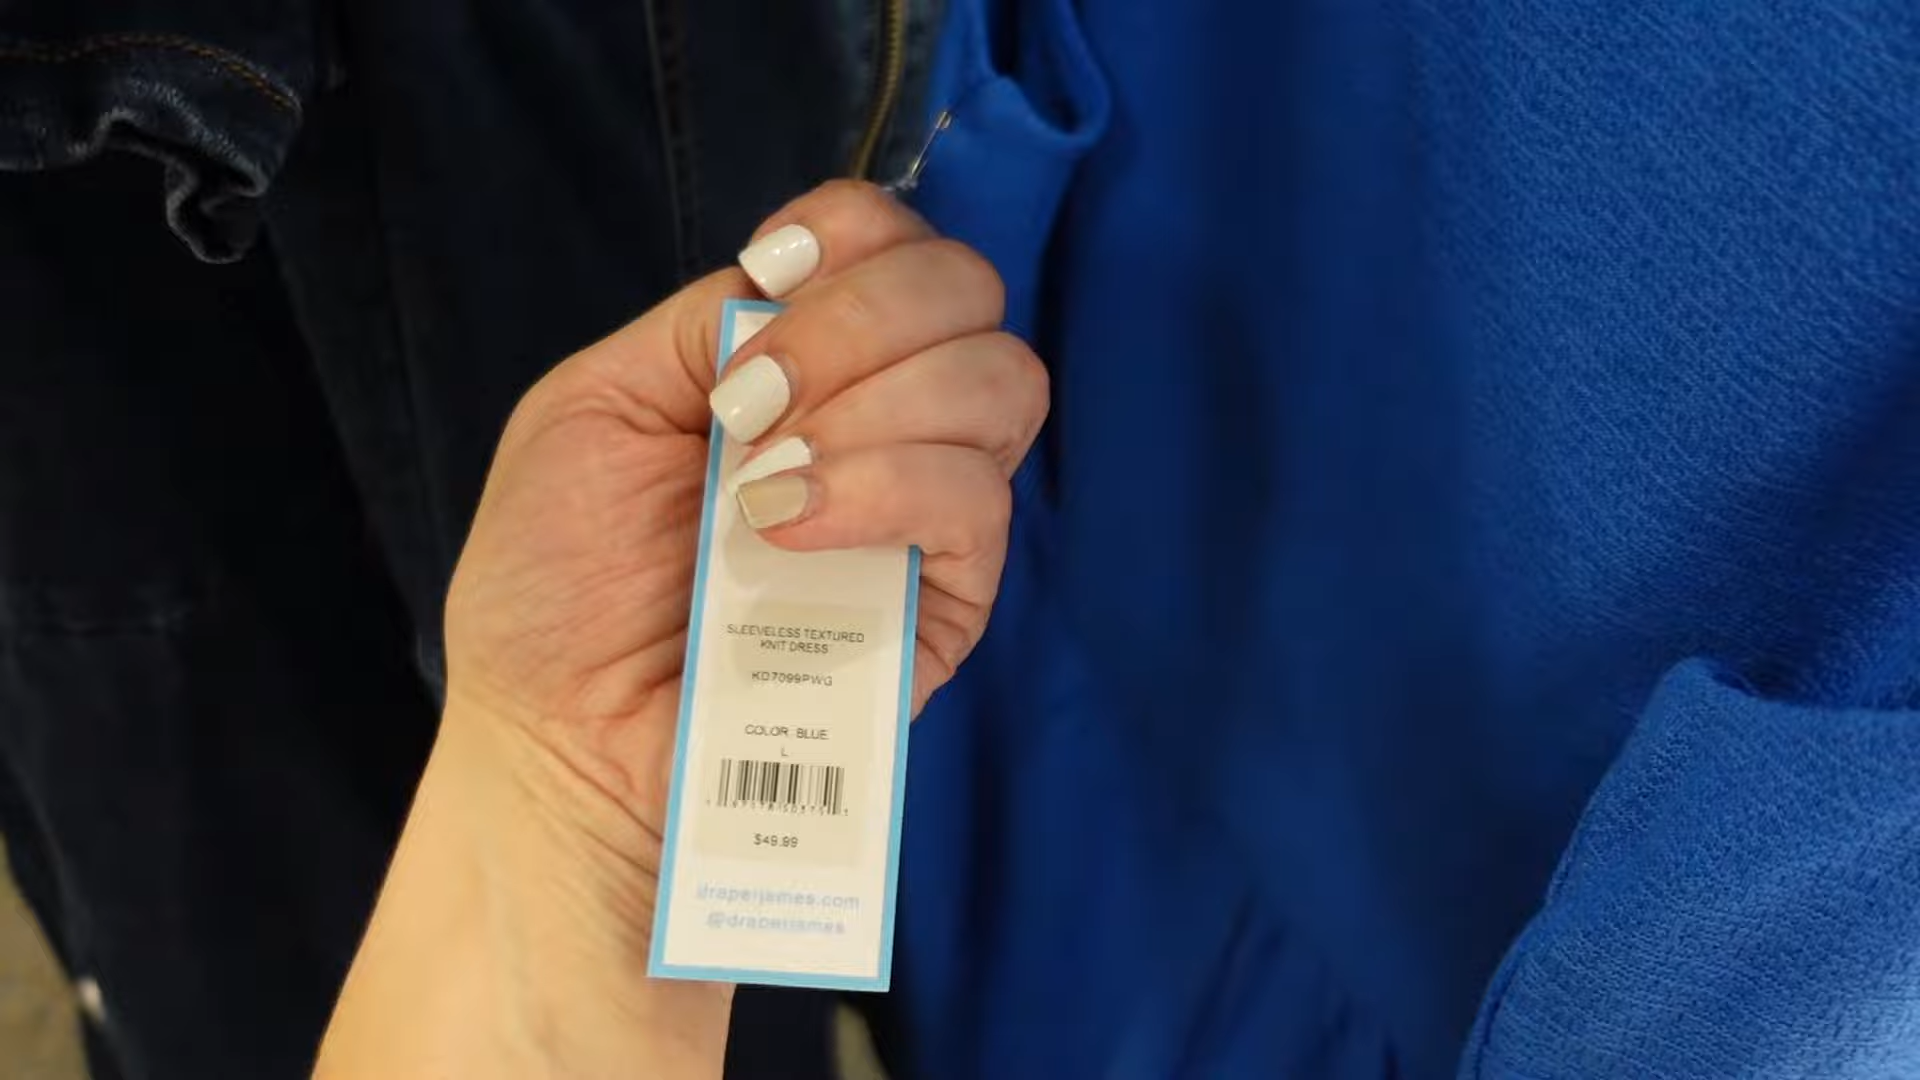 SLEEVELESS TEXTURED
KNIT DRESS
KD7099PWG
COLOR BLUE
L
$49.99
draperjames.com
@draperjames